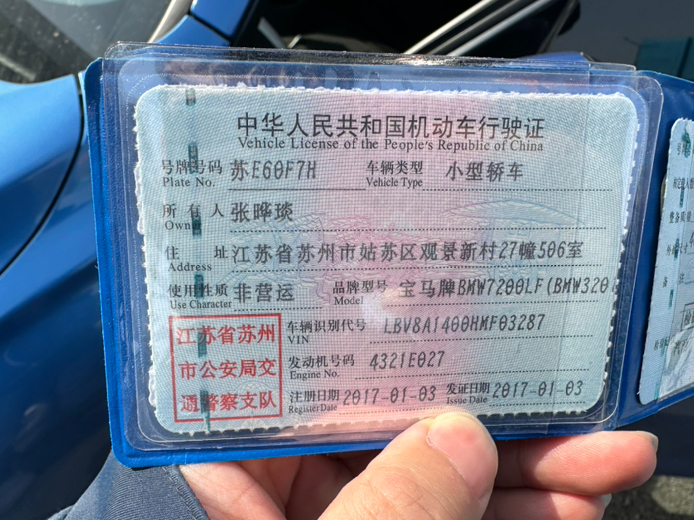 中华人民共和国机动车行驶证
Vehicle License of the People's Republic of China
号牌号码 苏E60F7H 车辆类型 小型轿车
Plate No. Vehicle Type
所有人 张晔琰
Owner
住址 江苏省苏州市姑苏区观景新村27幢506室
Address
使用性质 非营运 品牌型号 宝马牌BMW7200LF(BMW320
Use Character Model
江苏省苏州
市公安局交
通警察支队
车辆识别代号 LBV8A1400HMF03287
VIN
发动机号码 4321E027
Engine No.
注册日期 2017-01-03 发证日期 2017-01-03
Register Date Issue Date